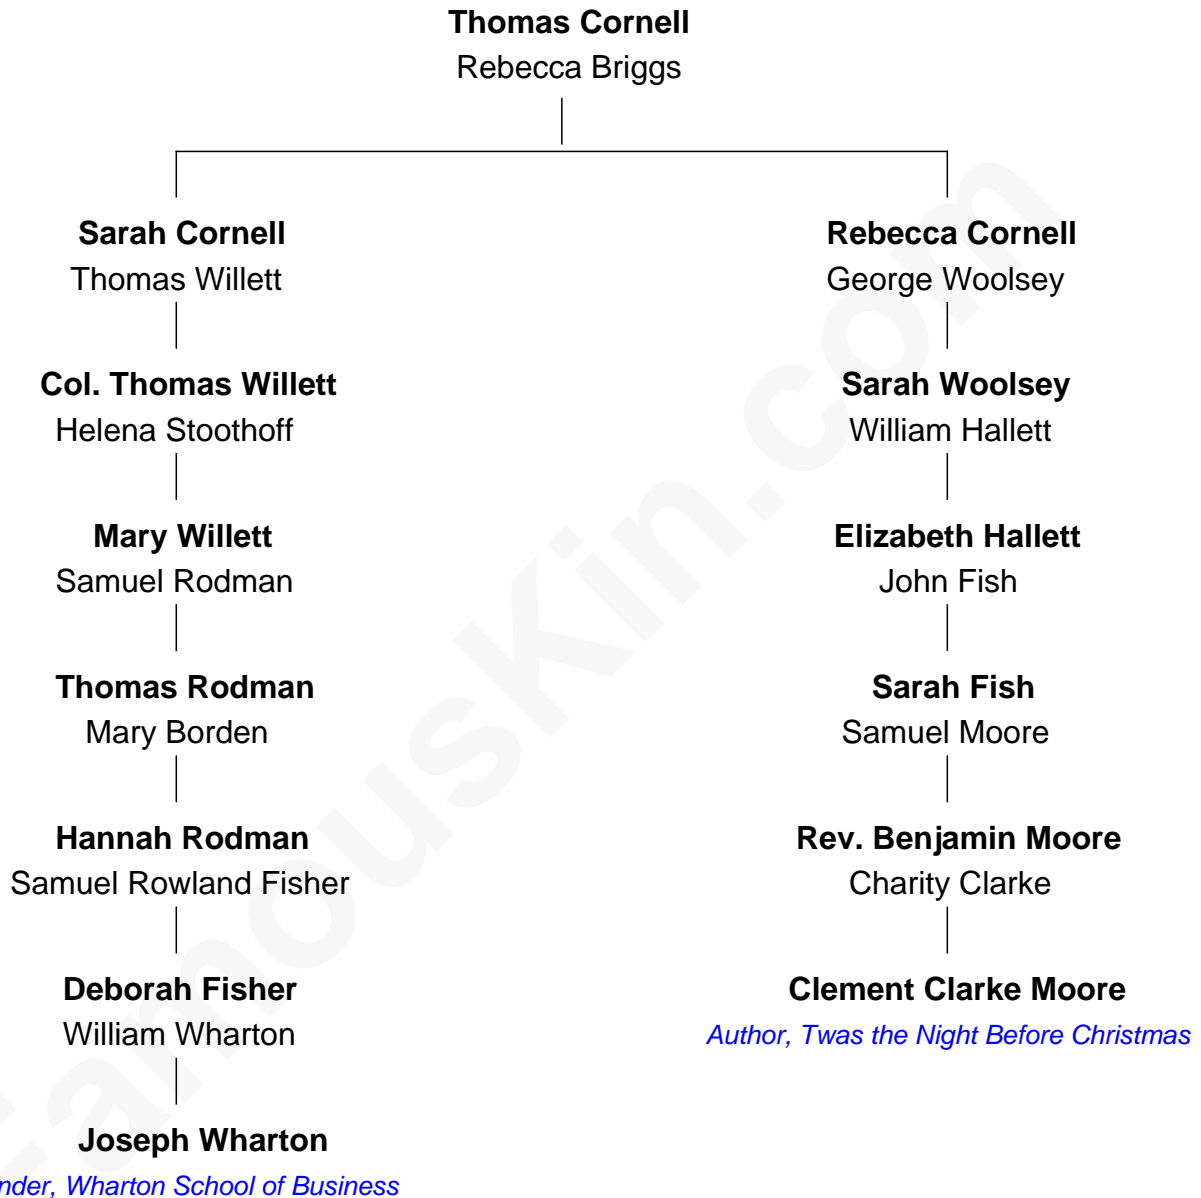 Thomas Cornell
Rebecca Briggs
Sarah Cornell
Thomas Willett
Col. Thomas Willett
Helena Stoothoff
Mary Willett
Samuel Rodman
Thomas Rodman
Mary Borden
Hannah Rodman
Samuel Rowland Fisher
Deborah Fisher
William Wharton
Joseph Wharton
nder, Wharton School of Business
Rebecca Cornell
George Woolsey
Sarah Woolsey
William Hallett
Elizabeth Hallett
John Fish
Sarah Fish
Samuel Moore
Rev. Benjamin Moore
Charity Clarke
Clement Clarke Moore
Author, Twas the Night Before Christmas
FamousKin.com